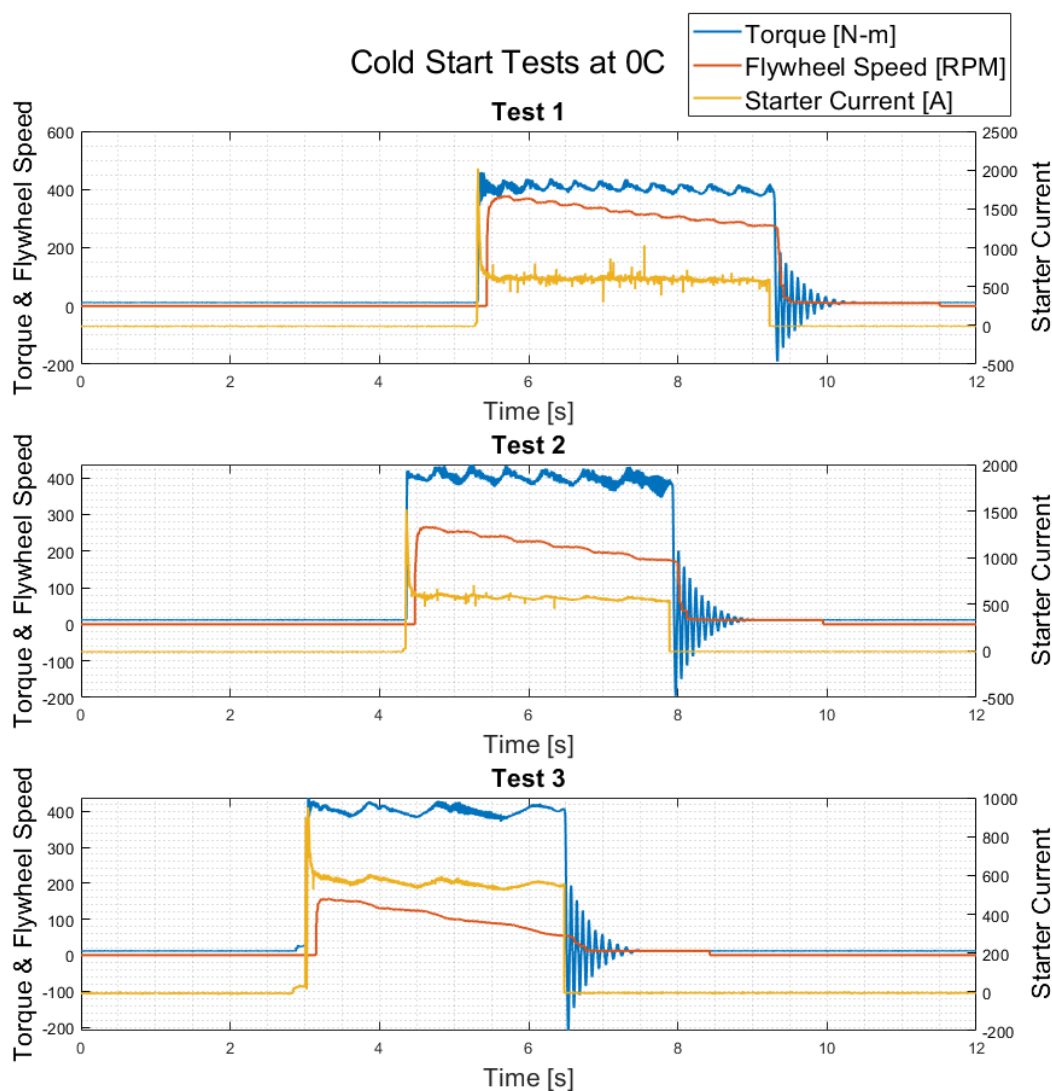 Cold Start Tests at 0C
Torque [N-m]
Flywheel Speed [RPM]
Starter Current [A]
Test 1
Torque & Flywheel Speed
600
400
200
0
-200
2500
2000
1500
1000
500
0
-500
Starter Current
0 2 4 6 8 10 12
Time [s]
Test 2
Torque & Flywheel Speed
400
300
200
100
0
-100
-200
2000
1500
1000
500
0
-500
Starter Current
0 2 4 6 8 10 12
Time [s]
Test 3
Torque & Flywheel Speed
400
300
200
100
0
-100
-200
1000
800
600
400
200
0
-200
Starter Current
0 2 4 6 8 10 12
Time [s]